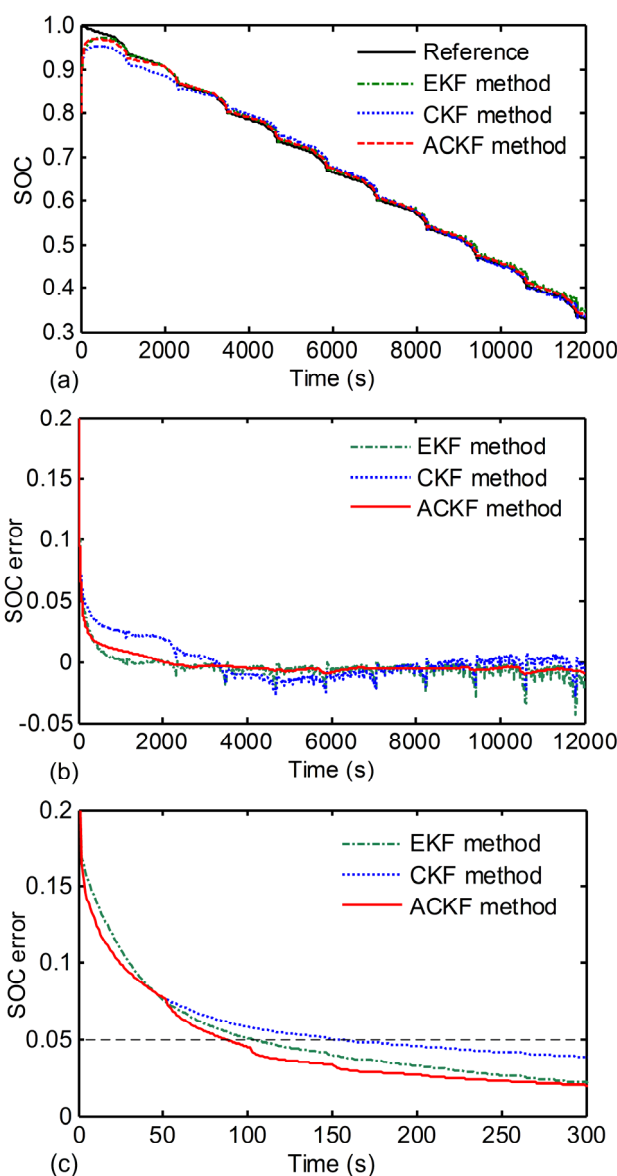 1.0
0.9
0.8
0.7
0.6
0.5
0.4
0.3
SOC
Reference
EKF method
CKF method
ACKF method
0 2000 4000 6000 8000 10000 12000
Time (s)
(a)
0.2
0.15
0.1
0.05
0
-0.05
SOC error
EKF method
CKF method
ACKF method
0 2000 4000 6000 8000 10000 12000
Time (s)
(b)
0.2
0.15
0.1
0.05
0
SOC error
EKF method
CKF method
ACKF method
0 50 100 150 200 250 300
Time (s)
(c)